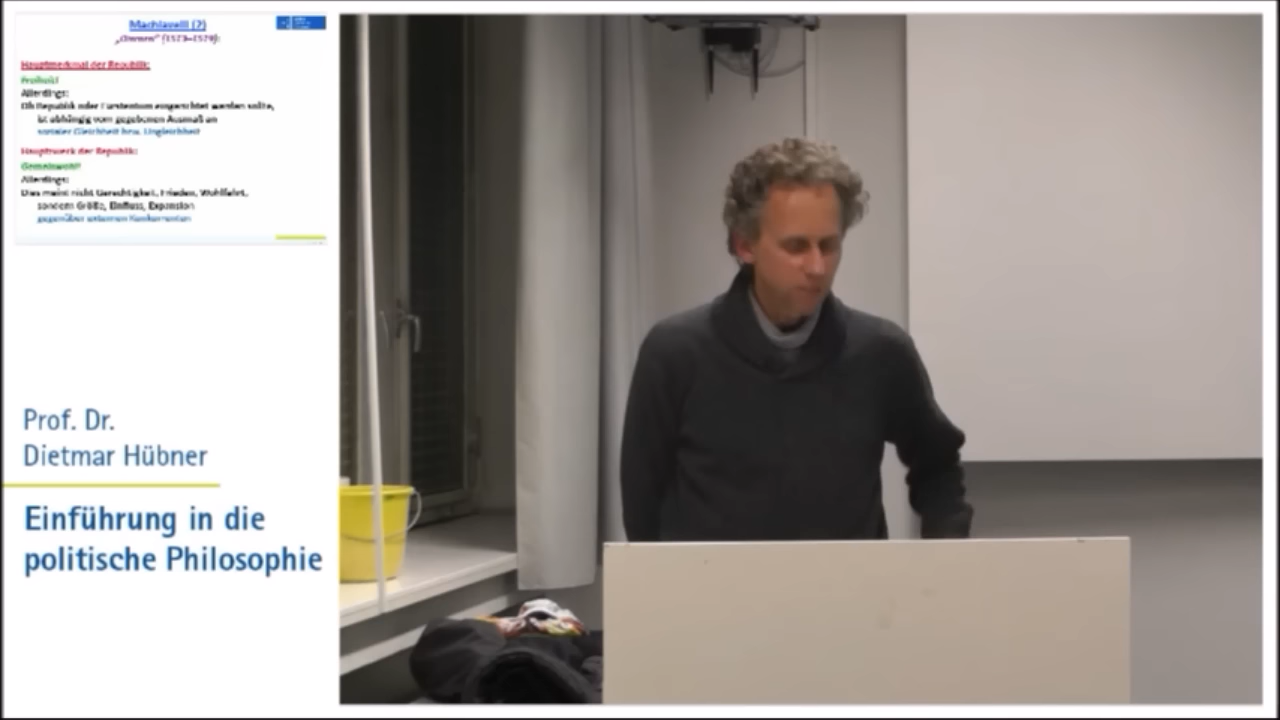 Machiavelli (2)
„Discorsi“ (1513–1519):
Hauptmerkmal der Republik:
Freiheit!
Allerdings:
Ob Republik oder Fürstentum eingerichtet werden sollte,
ist abhängig vom gegebenen Ausmaß an
sozialer Gleichheit bzw. Ungleichheit
Hauptzweck der Republik:
Gemeinwohl!
Allerdings:
Dies meint nicht Gerechtigkeit, Frieden, Wohlfahrt,
sondern Größe, Einfluss, Expansion
gegenüber externen Konkurrenten
Prof. Dr.
Dietmar Hübner
Einführung in die
politische Philosophie